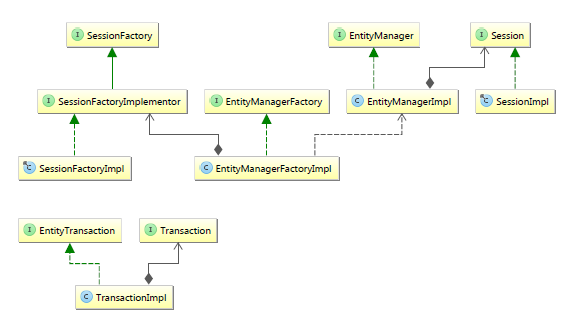 I SessionFactory
I EntityManager
I Session
I SessionFactoryImplementor
I EntityManagerFactory
C EntityManagerImpl
C SessionImpl
C SessionFactoryImpl
C EntityManagerFactoryImpl
I EntityTransaction
I Transaction
C TransactionImpl